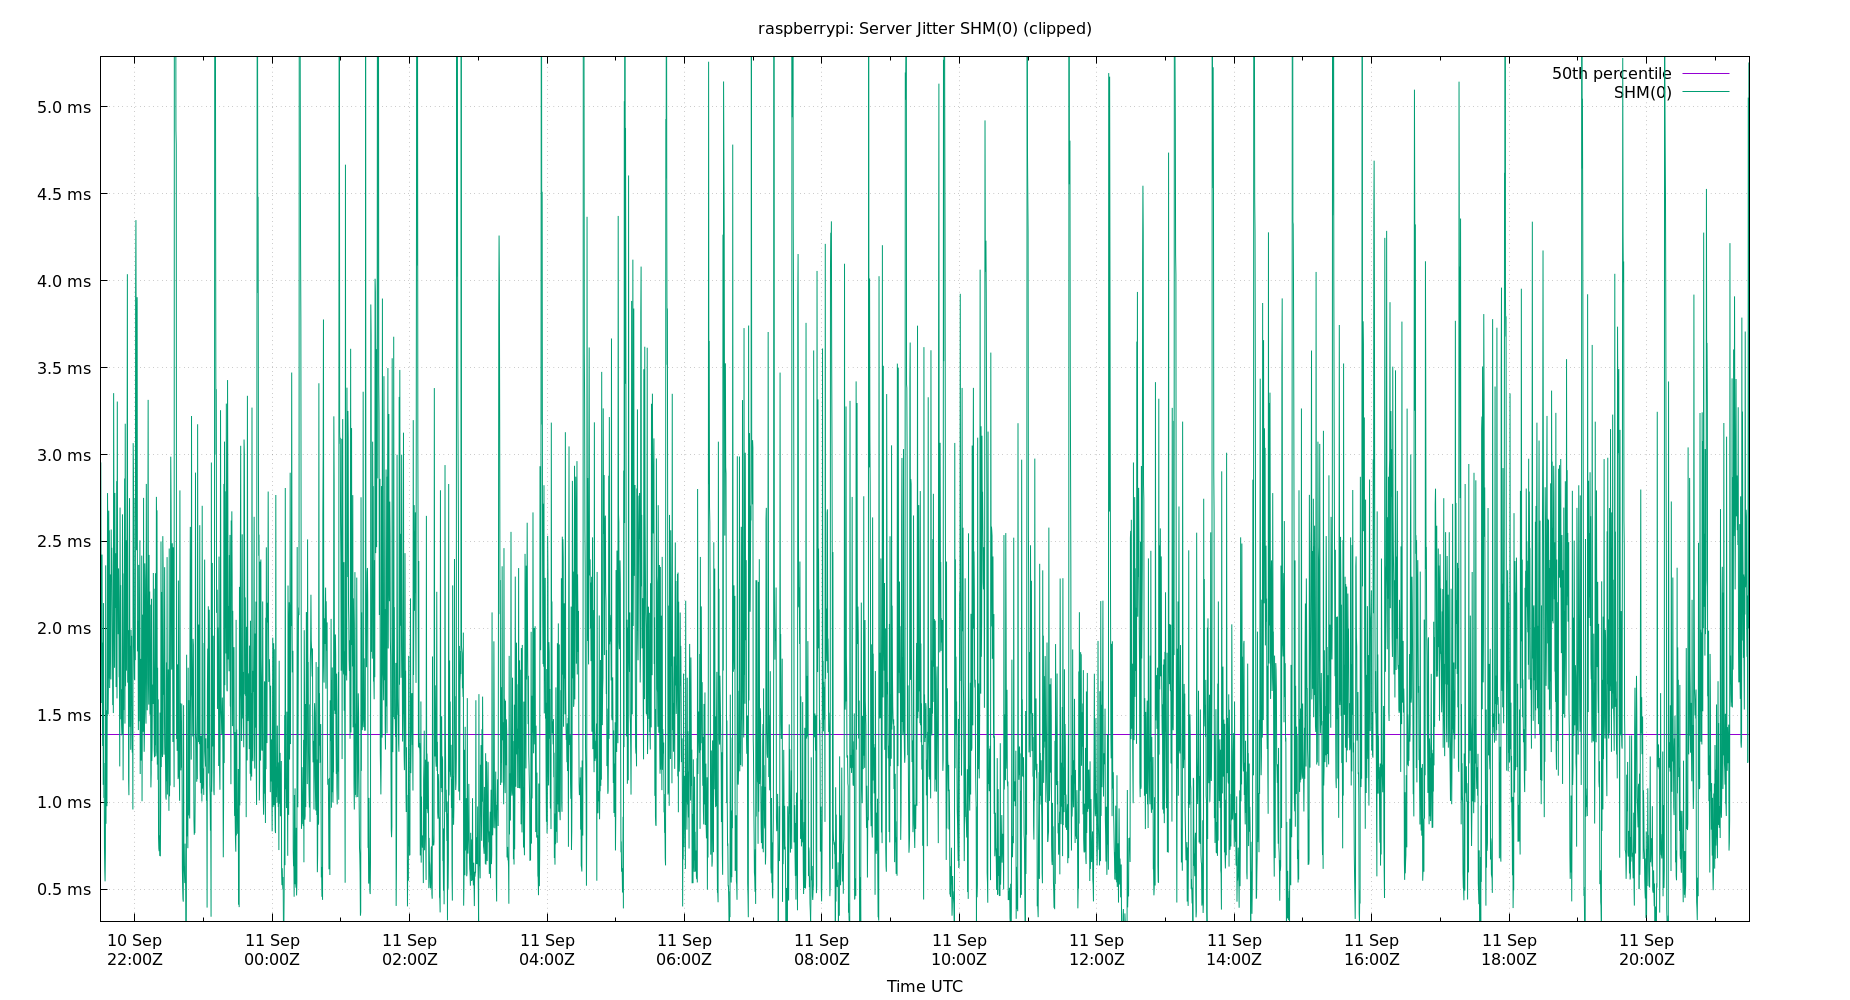 raspberrypi: Server Jitter SHM(0) (clipped)
50th percentile
SHM(0)
5.0 ms
4.5 ms
4.0 ms
3.5 ms
3.0 ms
2.5 ms
2.0 ms
1.5 ms
1.0 ms
0.5 ms
10 Sep 11 Sep 11 Sep 11 Sep 11 Sep 11 Sep 11 Sep 11 Sep 11 Sep 11 Sep 11 Sep 11 Sep
22:00Z 00:00Z 02:00Z 04:00Z 06:00Z 08:00Z 10:00Z 12:00Z 14:00Z 16:00Z 18:00Z 20:00Z
Time UTC